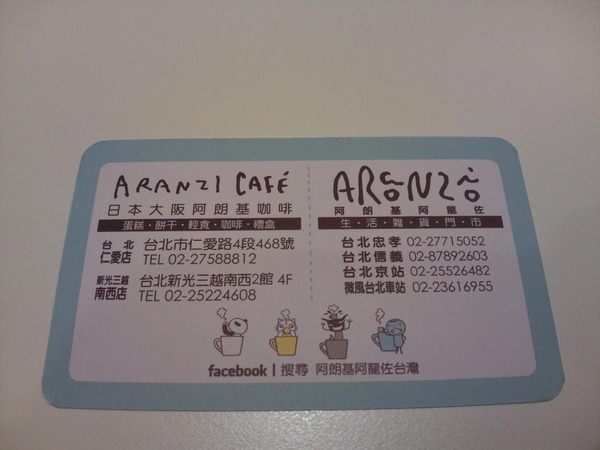 ARANZI CAFÉ
日本大阪阿朗基咖啡
蛋糕・餅干・輕食・咖啡・禮盒
台北仁愛店 台北市仁愛路4段468號
TEL 02-27588812
新光三越南西店 台北新光三越南西2館 4F
TEL 02-25224608
ARONZIO
阿朗基阿龍佐
生・活・雜・貨・門・市
台北忠孝 02-27715052
台北信義 02-87892603
台北京站 02-25526482
微風台北車站 02-23616955
facebook | 搜尋 阿朗基阿龍佐台灣